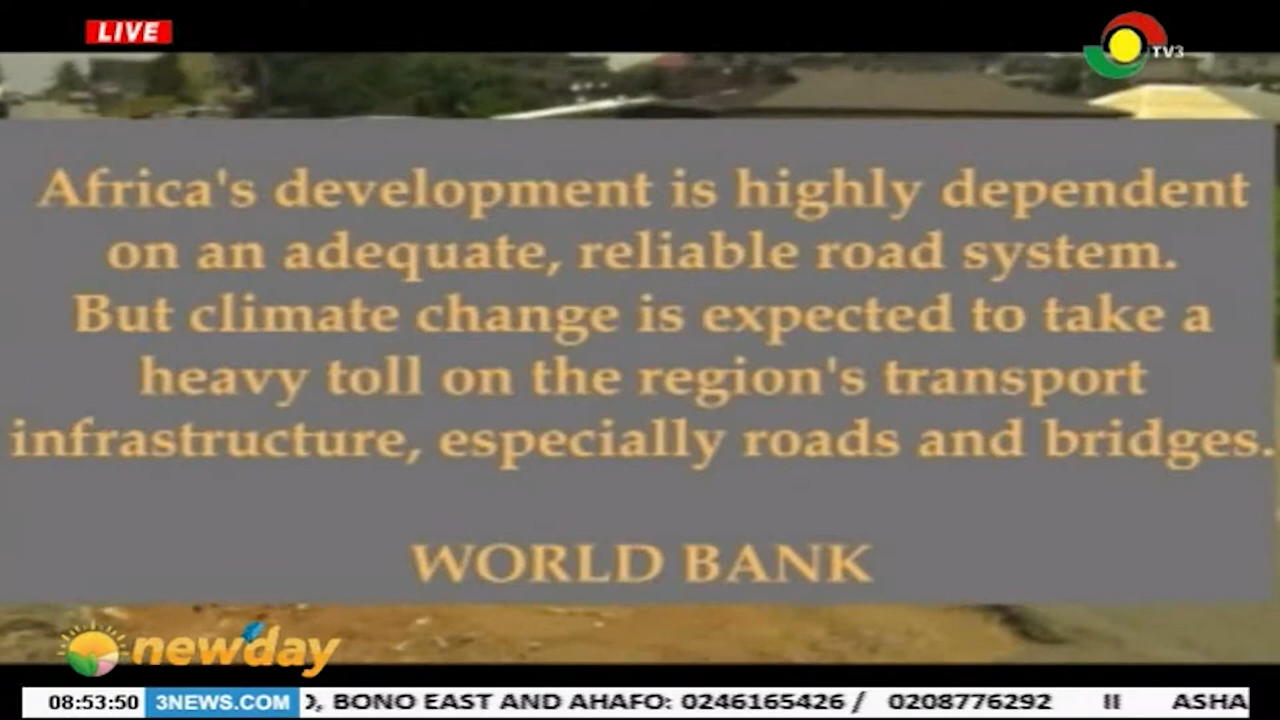 LIVE
TV3
Africa's development is highly dependent
on an adequate, reliable road system.
But climate change is expected to take a
heavy toll on the region's transport
infrastructure, especially roads and bridges.
WORLD BANK
newday
08:53:50 3NEWS.COM , BONO EAST AND AHAFO: 0246165426 / 0208776292 II ASHA